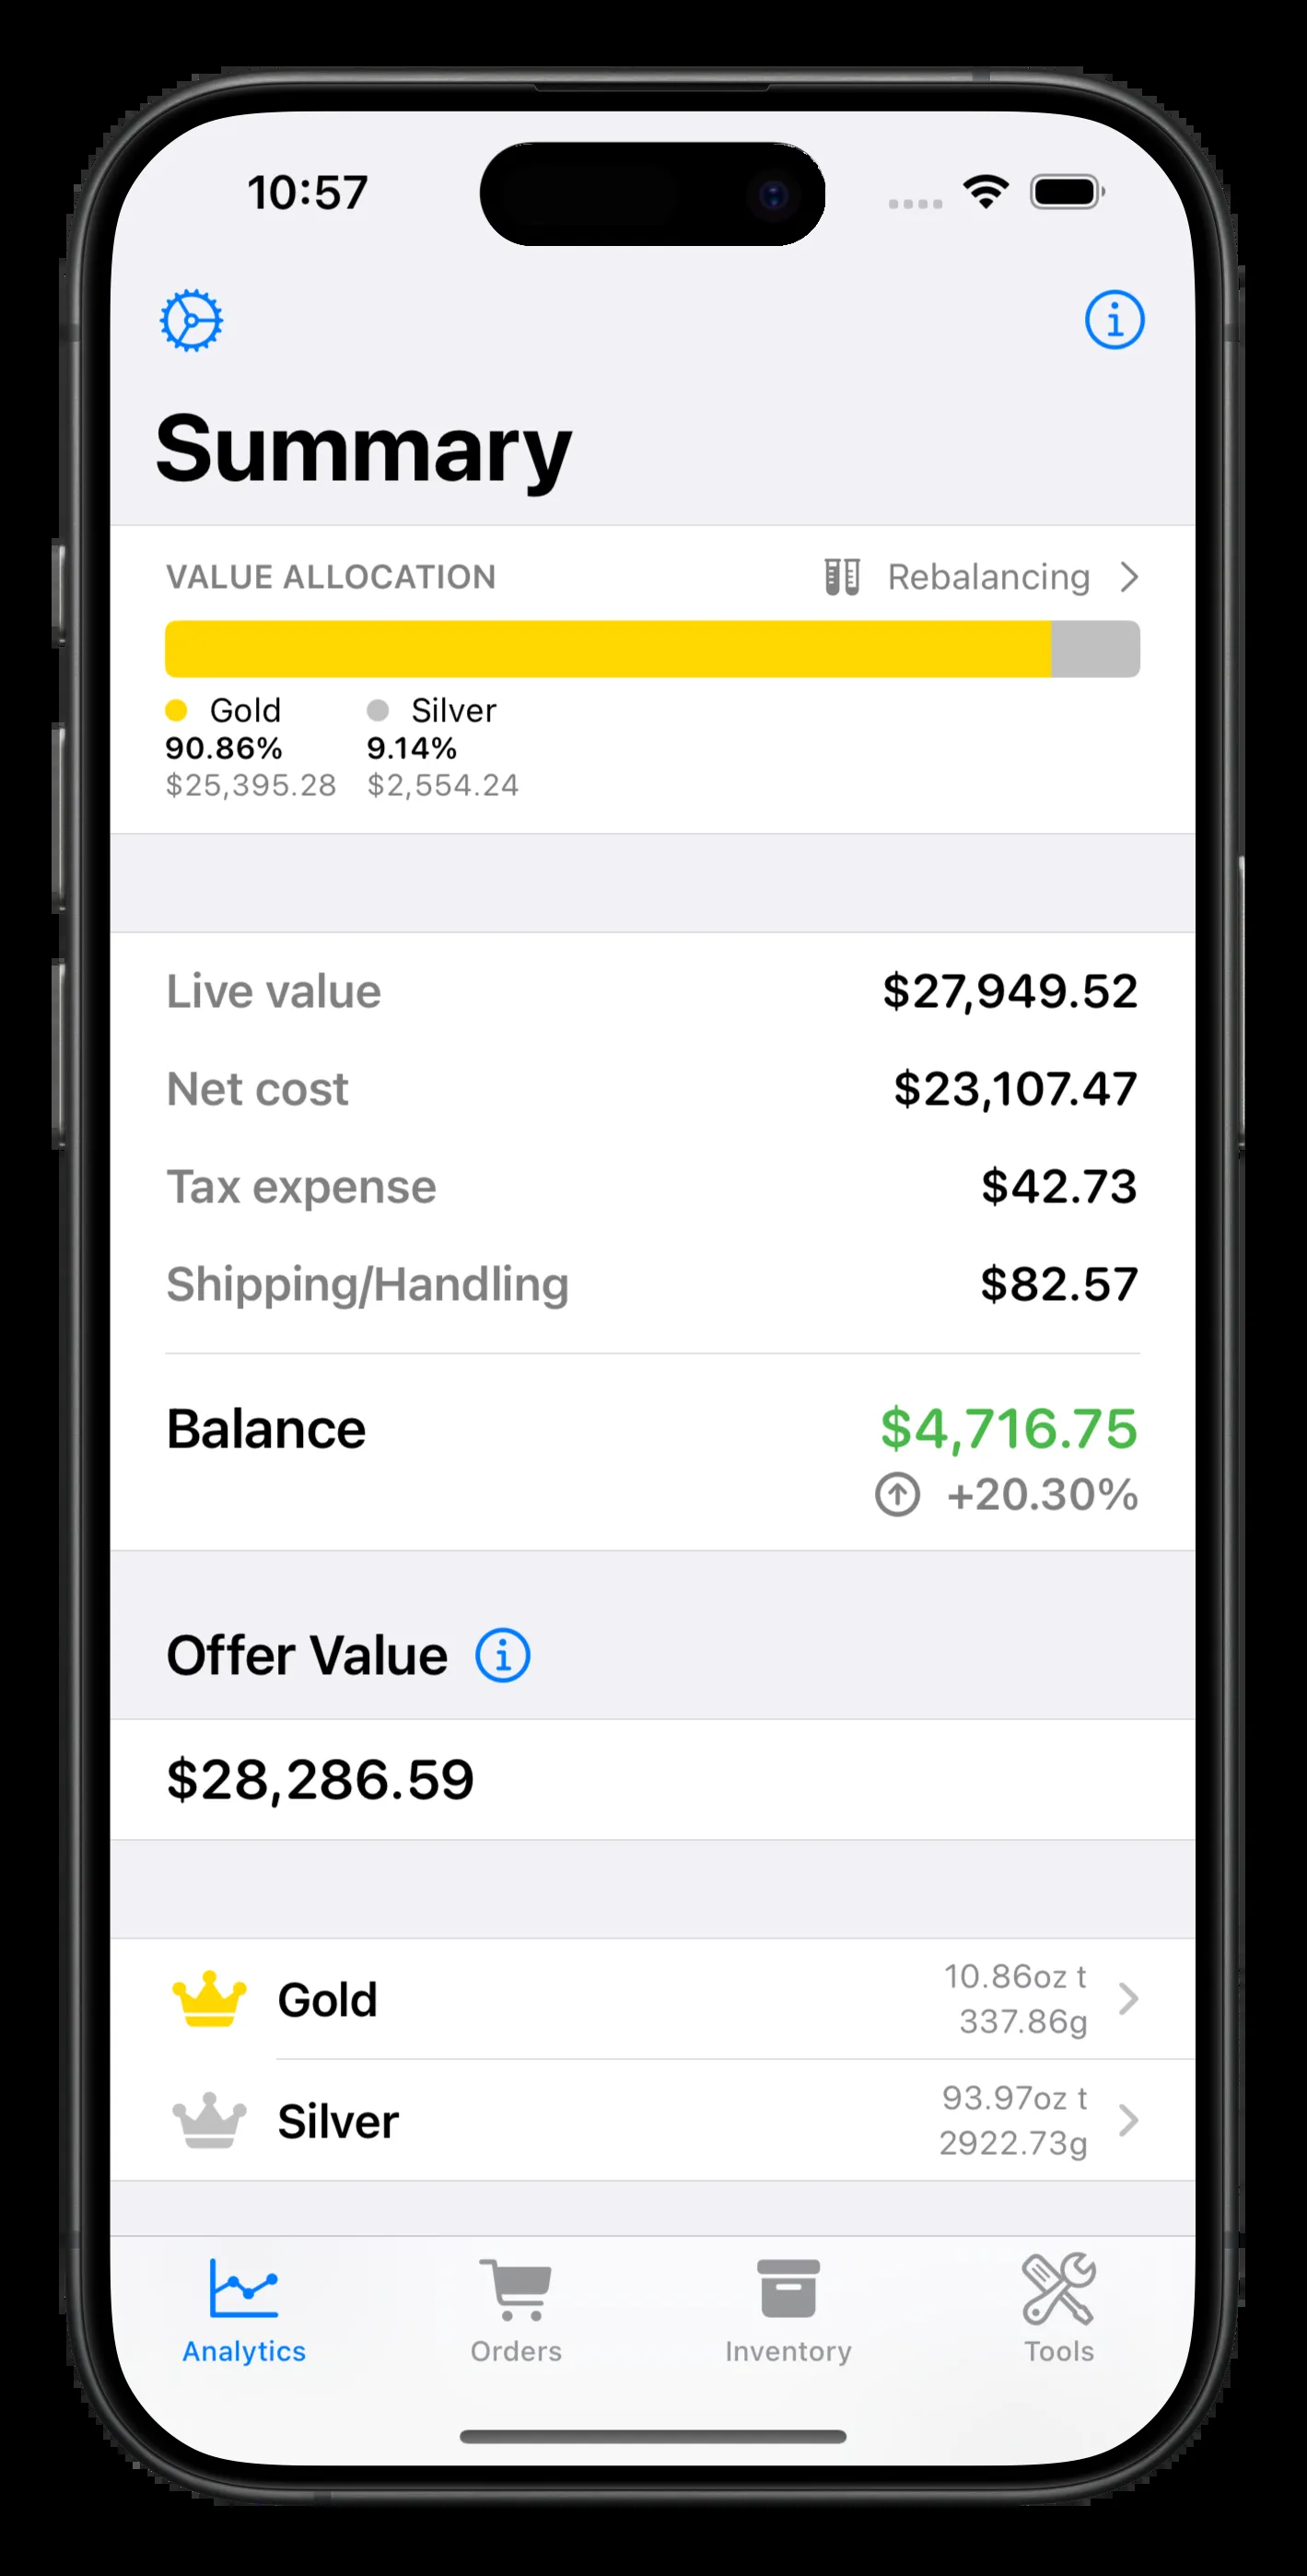 10:57
Summary
VALUE ALLOCATION Rebalancing
Gold Silver
90.86% 9.14%
$25,395.28 $2,554.24
Live value $27,949.52
Net cost $23,107.47
Tax expense $42.73
Shipping/Handling $82.57
Balance $4,716.75
+20.30%
Offer Value
$28,286.59
Gold 10.86oz t
337.86g
Silver 93.97oz t
2922.73g
Analytics Orders Inventory Tools